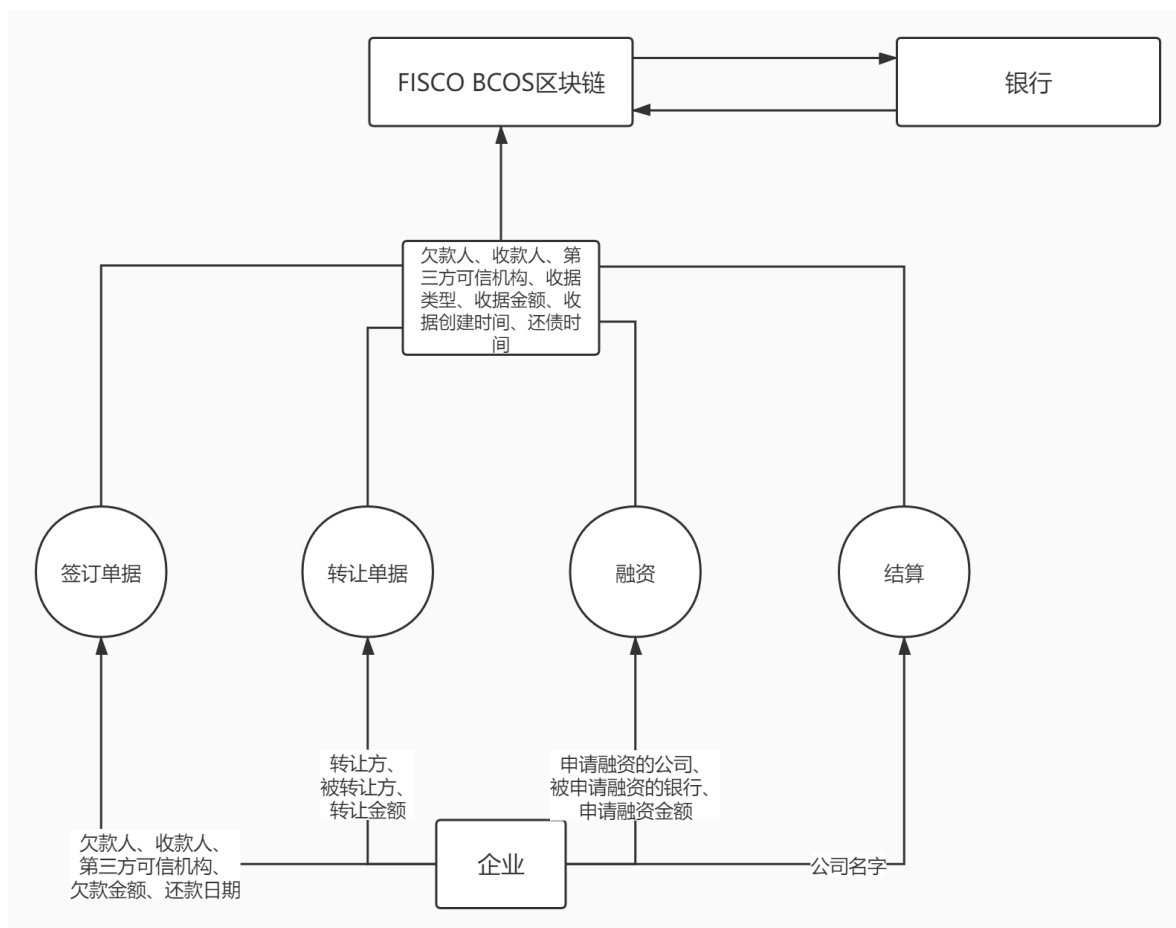 FISCO BCOS区块链
银行
欠款人、收款人、第
三方可信机构、收据
类型、收据金额、收
据创建时间、还债时
间
签订单据
转让单据
融资
结算
转让方、
被转让方、
转让金额
申请融资的公司、
被申请融资的银行、
申请融资金额
欠款人、收款人、
第三方可信机构、
欠款金额、还款日期
企业
公司名字